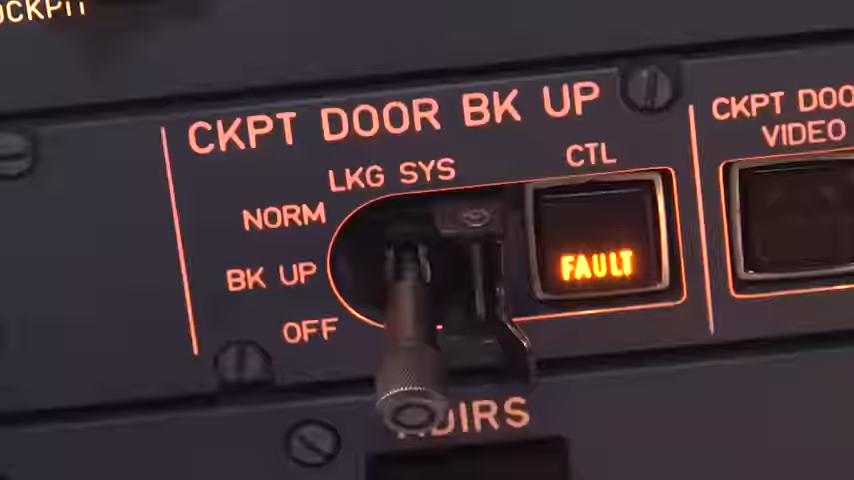 CKPT DOOR BK UP
LKG SYS
CTL
NORM
BK UP
OFF
FAULT
VIDEO